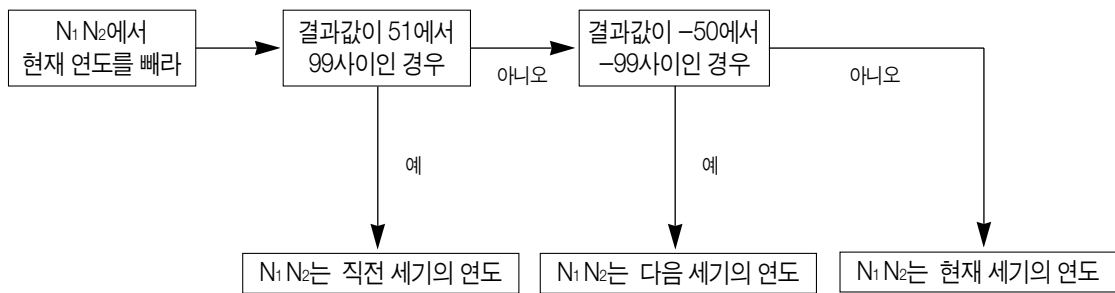 N₁ N₂에서
현재 연도를 빼라
결과값이 51에서
99사이인 경우
아니오
결과값이 -50에서
-99사이인 경우
아니오
예
예
N₁ N₂는 직전 세기의 연도
N₁ N₂는 다음 세기의 연도
N₁ N₂는 현재 세기의 연도